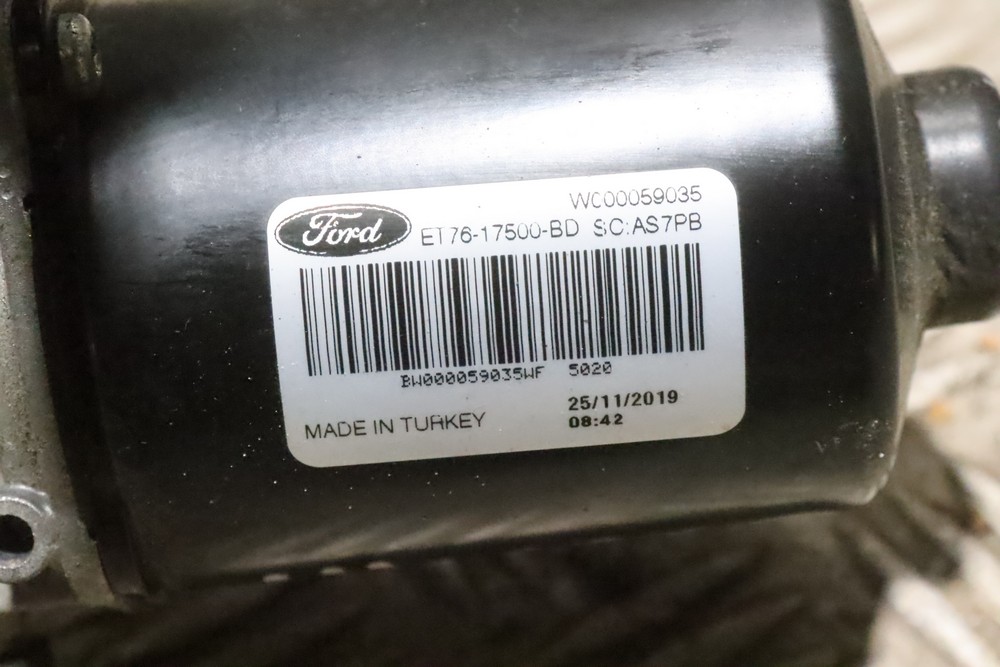 WC00059035
Ford
ET76-17500-BD SC:AS7PB
BW000059035WF 5020
25/11/2019
MADE IN TURKEY
08:42